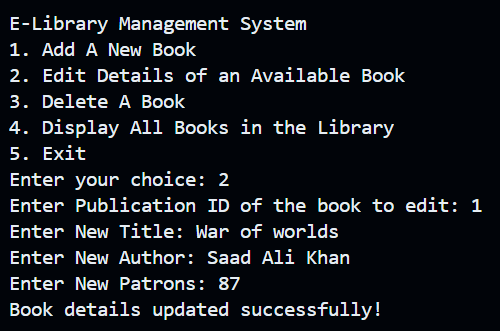 E-Library Management System
1. Add A New Book
2. Edit Details of an Available Book
3. Delete A Book
4. Display All Books in the Library
5. Exit
Enter your choice: 2
Enter Publication ID of the book to edit: 1
Enter New Title: War of worlds
Enter New Author: Saad Ali Khan
Enter New Patrons: 87
Book details updated successfully!